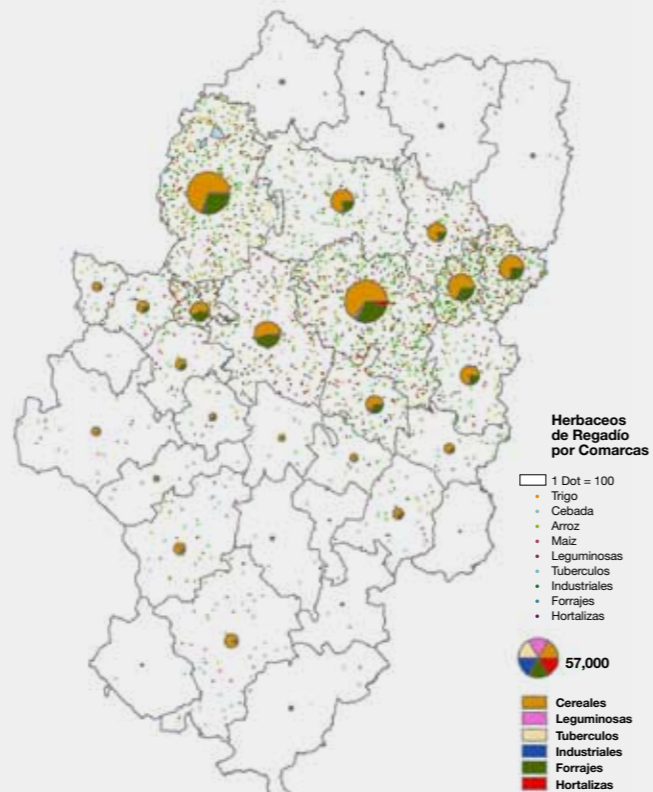 Herbaceos
de Regadío
por Comarcas
1 Dot = 100
Trigo
Cebada
Arroz
Maiz
Leguminosas
Tuberculos
Industriales
Forrajes
Hortalizas
57,000
Cereales
Leguminosas
Tuberculos
Industriales
Forrajes
Hortalizas